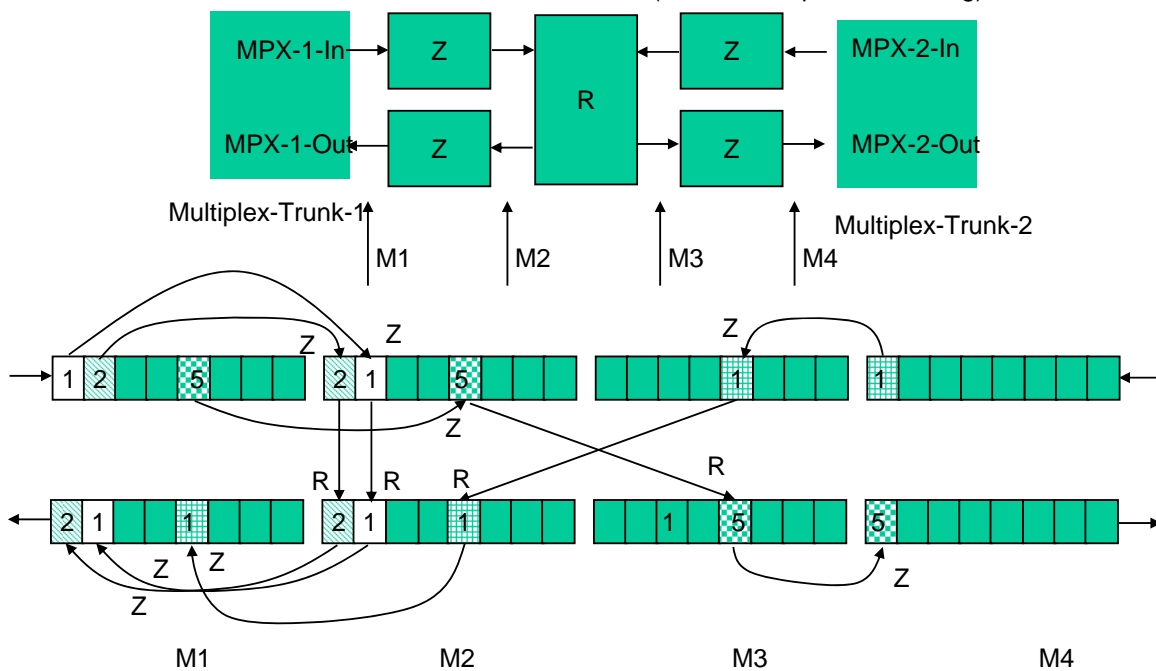 MPX-1-In Z Z MPX-2-In
R
MPX-1-Out Z Z MPX-2-Out
Multiplex-Trunk-1 Multiplex-Trunk-2
M1 M2 M3 M4
Z Z Z
1 2 5 2 1 5 1 1
Z
R R R R
2 1 1 2 1 1 1 5 5
Z Z Z Z
M1 M2 M3 M4